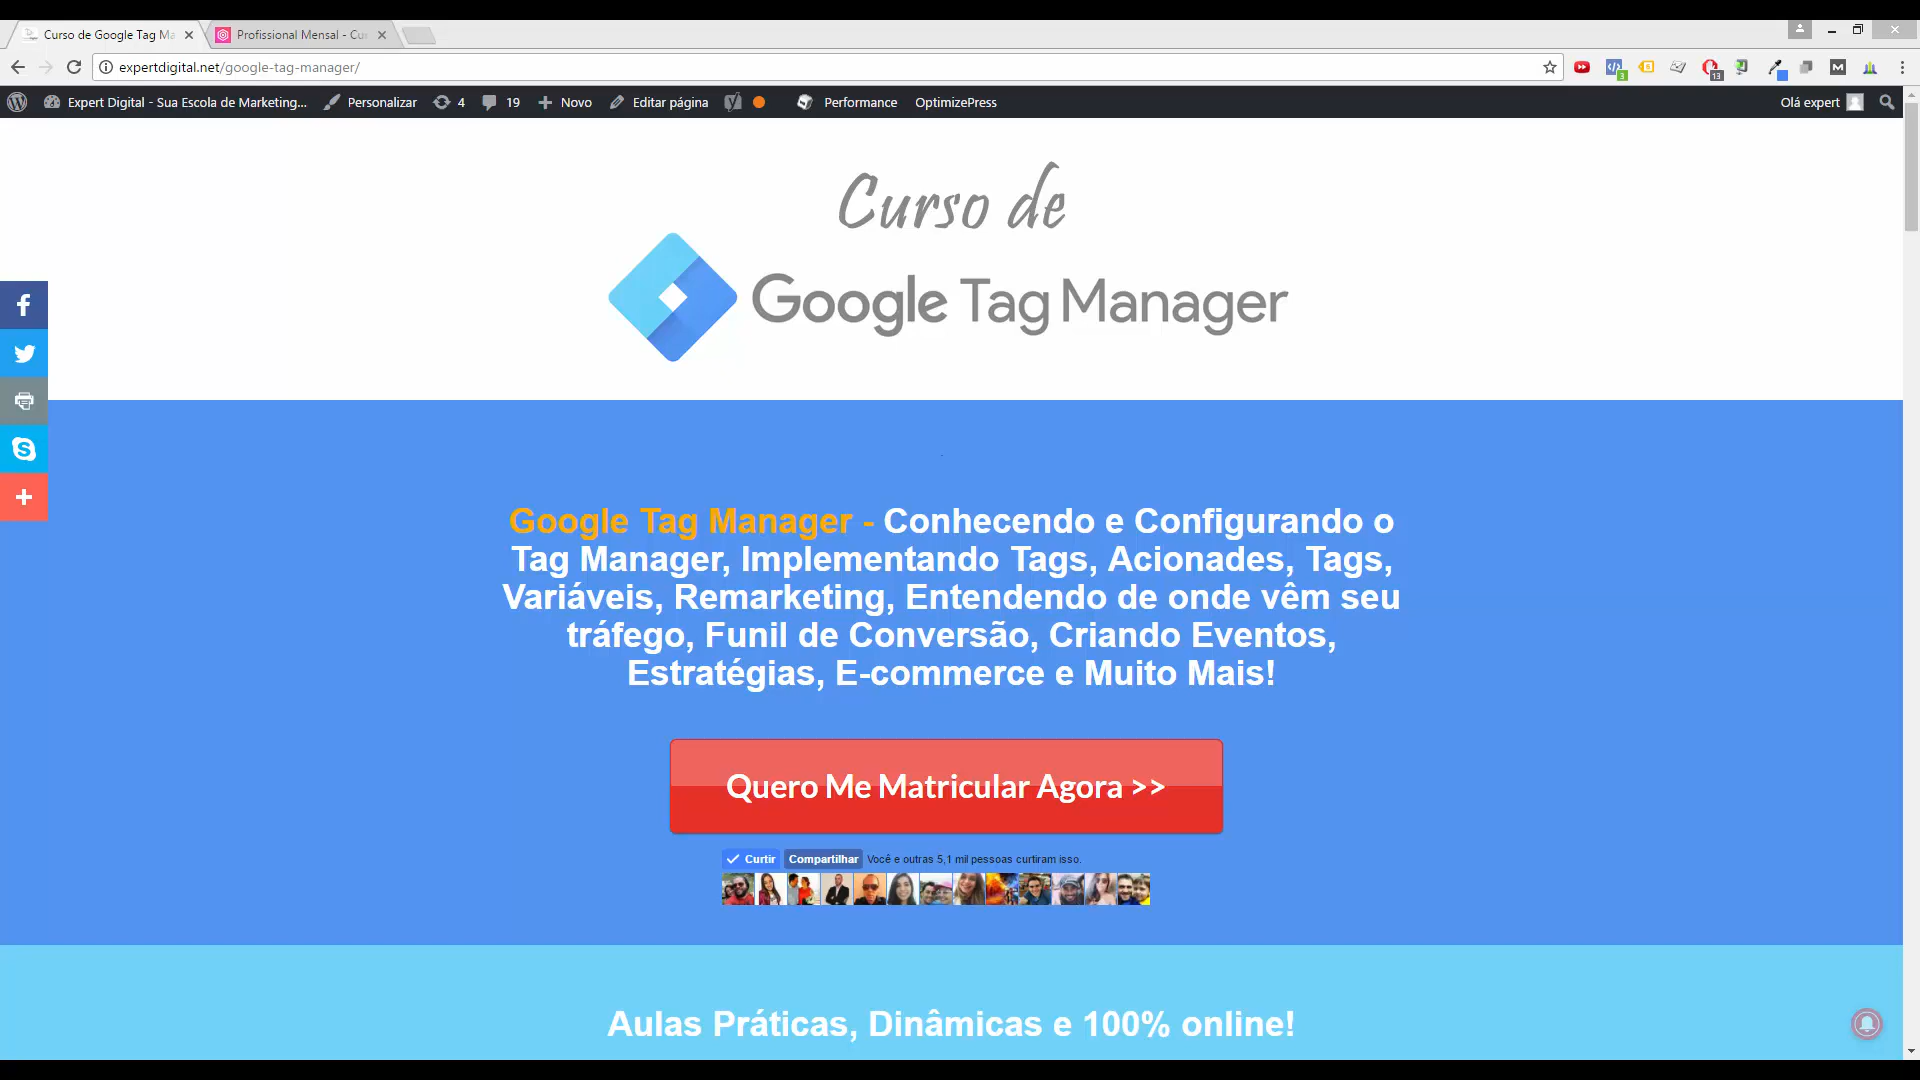 Curso de Google Tag Ma
Profissional Mensal - Cu
expertdigital.net/google-tag-manager/
3
13
Expert Digital - Sua Escola de Marketing...
Personalizar
4
19
Novo
Editar página
Performance
OptimizePress
Olá expert
Curso de
Google Tag Manager
Google Tag Manager - Conhecendo e Configurando o
Tag Manager, Implementando Tags, Acionades, Tags,
Variáveis, Remarketing, Entendendo de onde vêm seu
tráfego, Funil de Conversão, Criando Eventos,
Estratégias, E-commerce e Muito Mais!
Quero Me Matricular Agora >>
Curtir Compartilhar Você e outras 5,1 mil pessoas curtiram isso.
Aulas Práticas, Dinâmicas e 100% online!